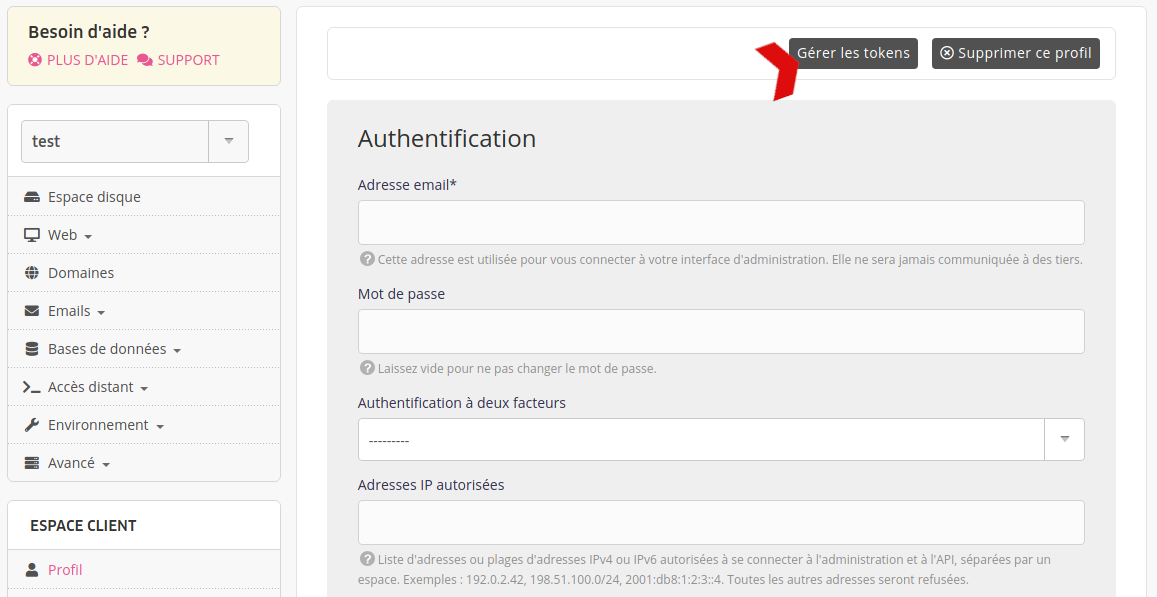 Besoin d'aide ?
PLUS D'AIDE SUPPORT
test
Espace disque
Web
Domaines
Emails
Bases de données
Accès distant
Environnement
Avancé
ESPACE CLIENT
Profil
Gérer les tokens
Supprimer ce profil
Authentification
Adresse email*
Cette adresse est utilisée pour vous connecter à votre interface d'administration. Elle ne sera jamais communiquée à des tiers.
Mot de passe
Laissez vide pour ne pas changer le mot de passe.
Authentification à deux facteurs
---------
Adresses IP autorisées
Liste d'adresses ou plages d'adresses IPv4 ou IPv6 autorisées à se connecter à l'administration et à l'API, séparées par un
espace. Exemples : 192.0.2.42, 198.51.100.0/24, 2001:db8:1:2:3::4. Toutes les autres adresses seront refusées.